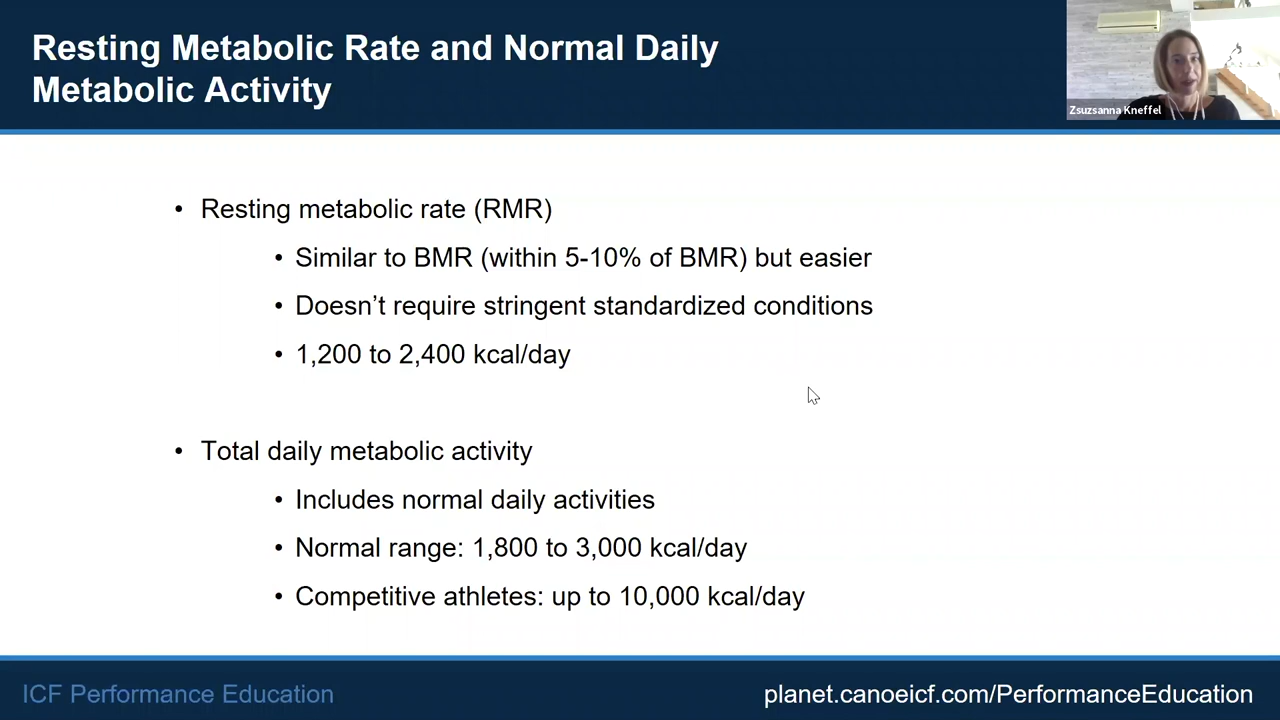 Resting Metabolic Rate and Normal Daily
Metabolic Activity
Zsuzsanna Kneffel
• Resting metabolic rate (RMR)
• Similar to BMR (within 5-10% of BMR) but easier
• Doesn’t require stringent standardized conditions
• 1,200 to 2,400 kcal/day
• Total daily metabolic activity
• Includes normal daily activities
• Normal range: 1,800 to 3,000 kcal/day
• Competitive athletes: up to 10,000 kcal/day
ICF Performance Education
planet.canoeicf.com/PerformanceEducation